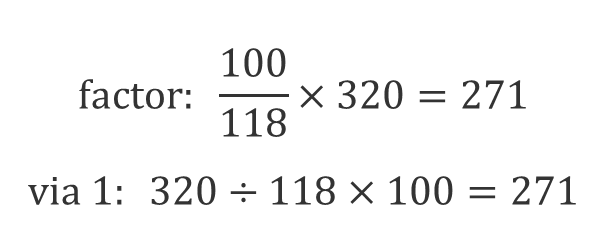 factor: 100/118 × 320 = 271
via 1: 320 ÷ 118 × 100 = 271